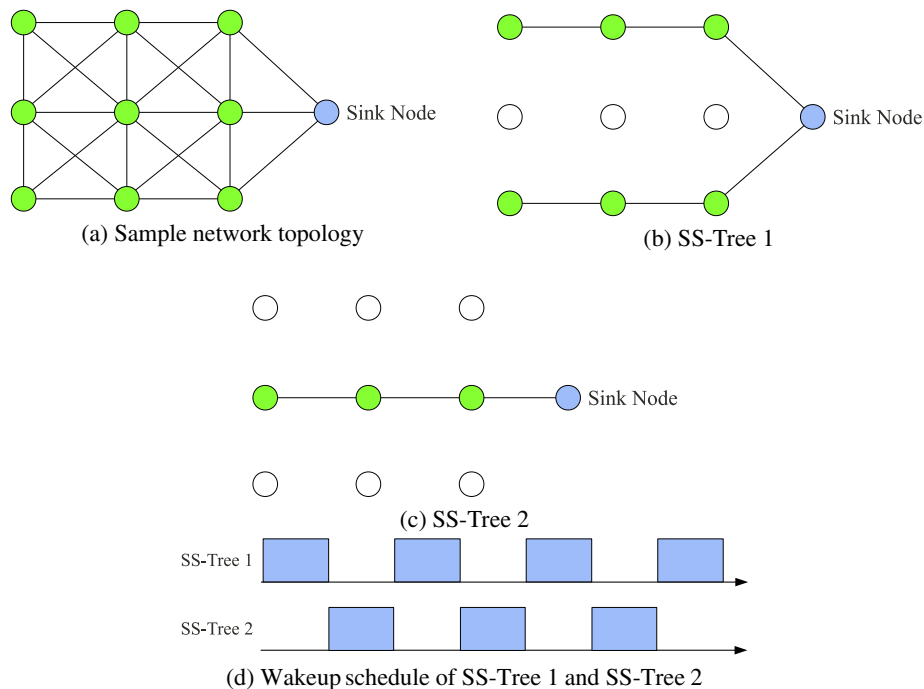 Sink Node
(a) Sample network topology
Sink Node
(b) SS-Tree 1
Sink Node
(c) SS-Tree 2
SS-Tree 1
SS-Tree 2
(d) Wakeup schedule of SS-Tree 1 and SS-Tree 2